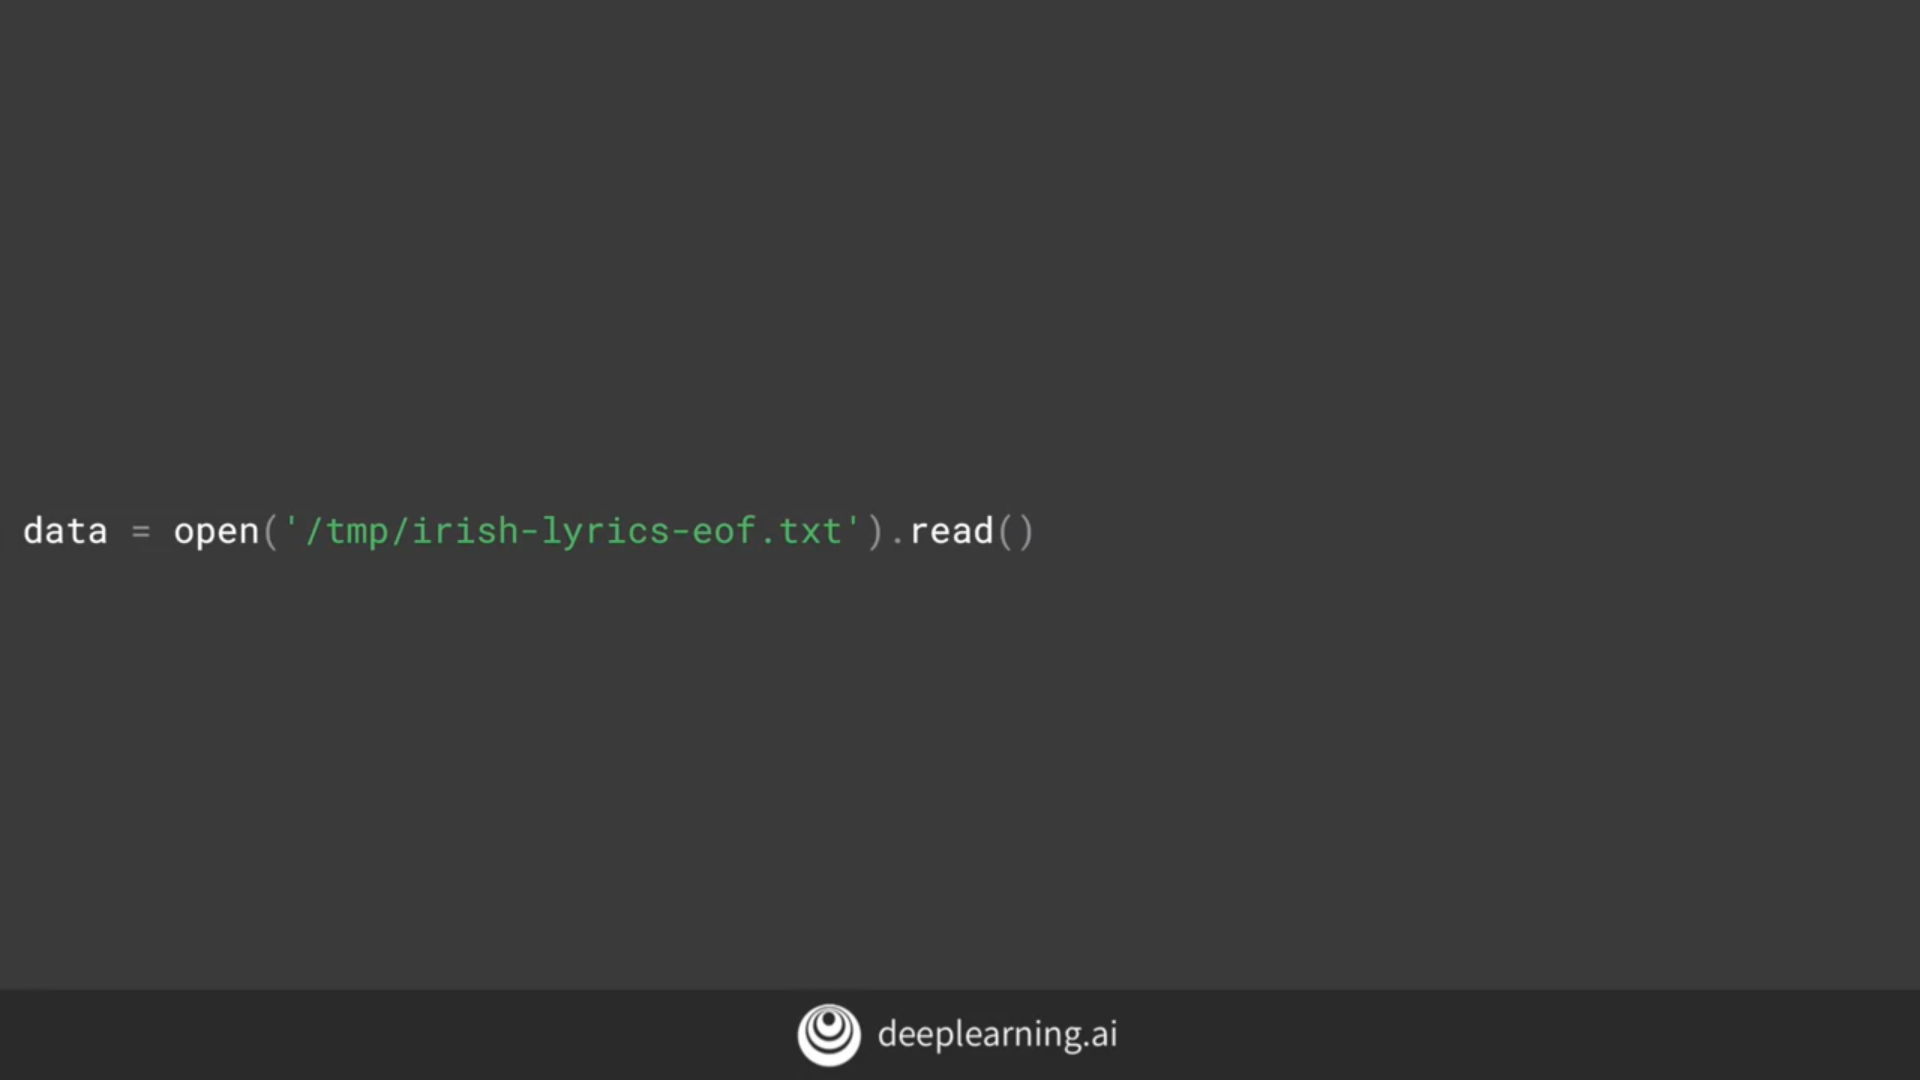 data = open('/tmp/irish-lyrics-eof.txt').read()
deeplearning.ai